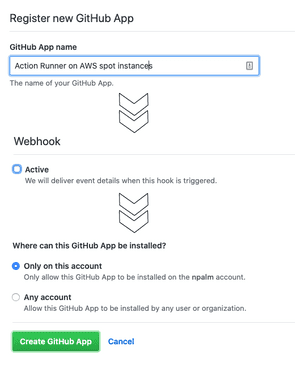 Register new GitHub App
GitHub App name
Action Runner on AWS spot instances
The name of your GitHub App.
Webhook
Active
We will deliver event details when this hook is triggered.
Where can this GitHub App be installed?
Only on this account
Only allow this GitHub App to be installed on the npalm account.
Any account
Allow this GitHub App to be installed by any user or organization.
Create GitHub App Cancel